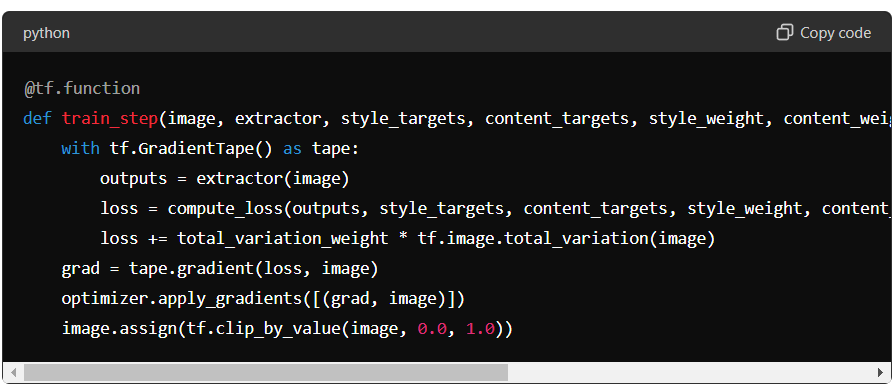 python
Copy code
@tf.function
def train_step(image, extractor, style_targets, content_targets, style_weight,
with tf.GradientTape() as tape:
outputs = extractor(image)
loss = compute_loss(outputs, style_targets, content_targets, style_weight,
loss += total_variation_weight * tf.image.total_variation(image)
grad = tape.gradient(loss, image)
optimizer.apply_gradients([(grad, image)])
image.assign(tf.clip_by_value(image, 0.0, 1.0))